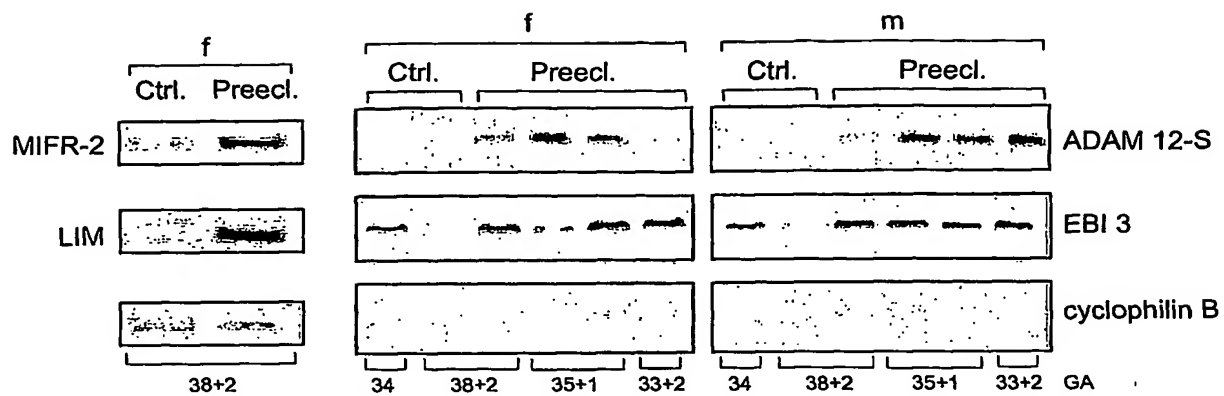 f f m
Ctrl. Preecl. Ctrl. Preecl. Ctrl. Preecl.
MIFR-2 ADAM 12-S
LIM EBI 3
cyclophilin B
38+2 34 38+2 35+1 33+2 34 38+2 35+1 33+2 GA